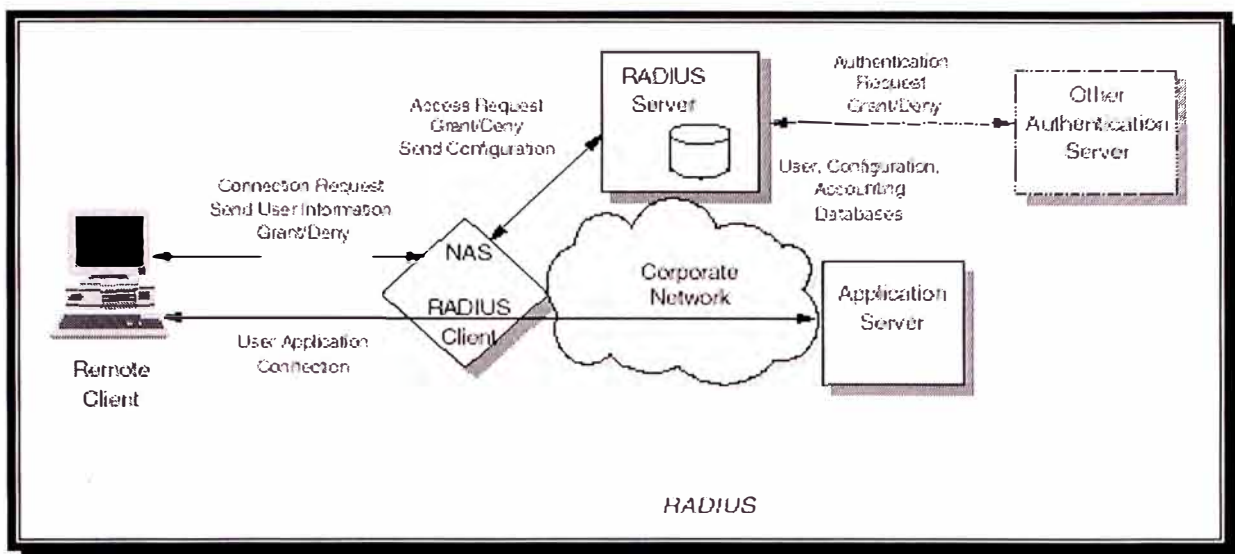 RADIUS
Server
Authentication
Request
Grant/Deny
Other
Authentication
Server
Access Request
Grant/Deny
Send Configuration
User, Configuration,
Accounting
Databases
Connection Request
Send User Information
Grant/Deny
NAS
RADIUS
Client
Corporate
Network
Application
Server
User Application
Connection
Remote
Client
RADIUS